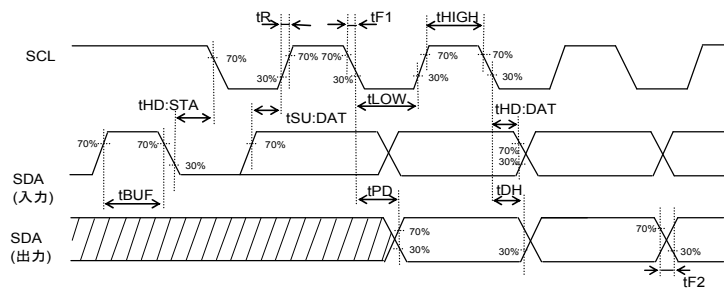 tR tF1 tHIGH
SCL 70% 70% 70% 70% 70%
30% 30% 30% 30%
tHD:STA tSU:DAT tLOW tHD:DAT
70% 70% 70% 70%
30% 30%
SDA
(入力)
tBUF tPD tDH
SDA
(出力)
70% 70%
30% 30% 30%
tF2